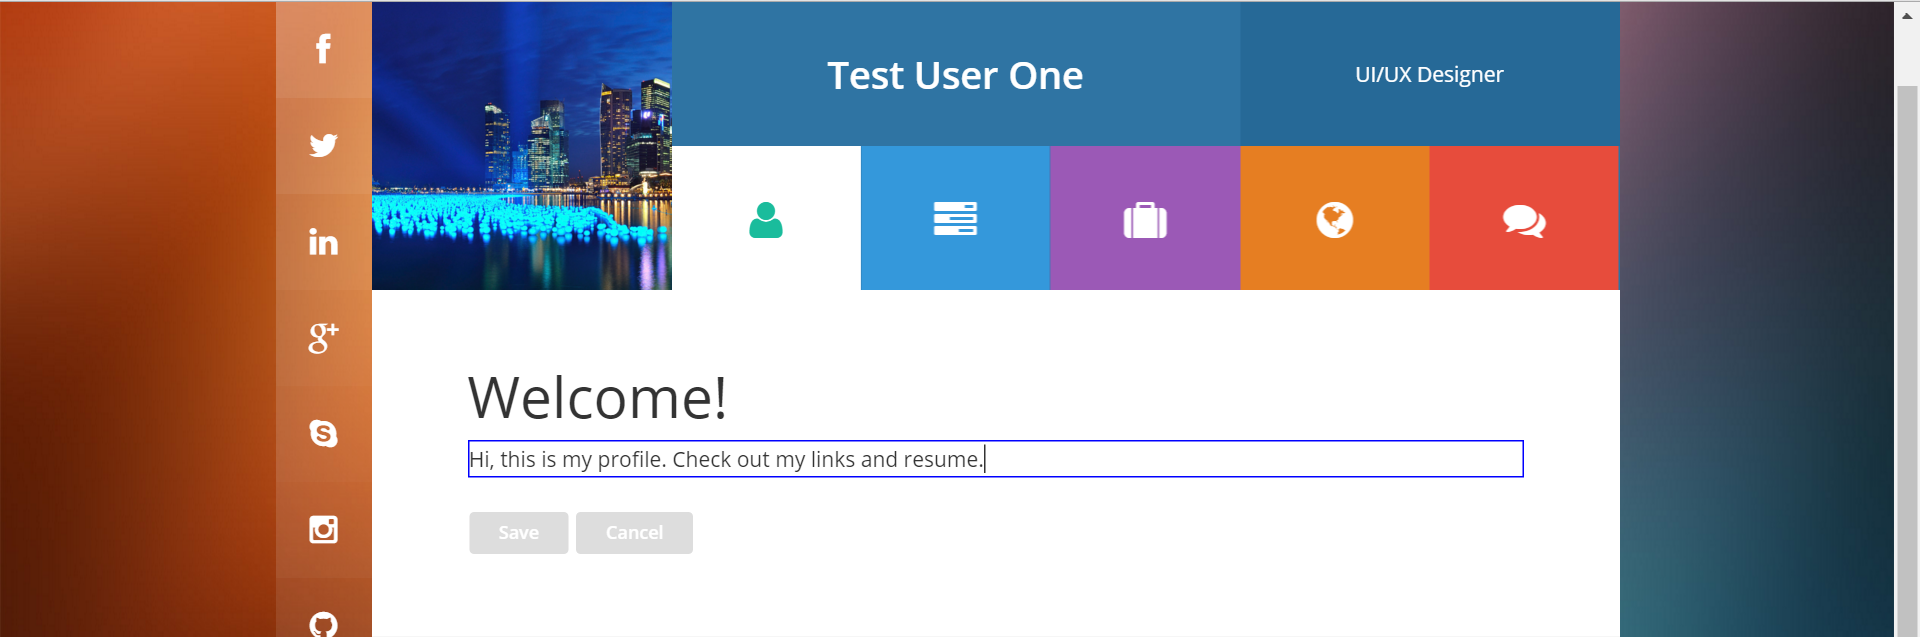 Test User One
UI/UX Designer
Welcome!
Hi, this is my profile. Check out my links and resume.
Save
Cancel